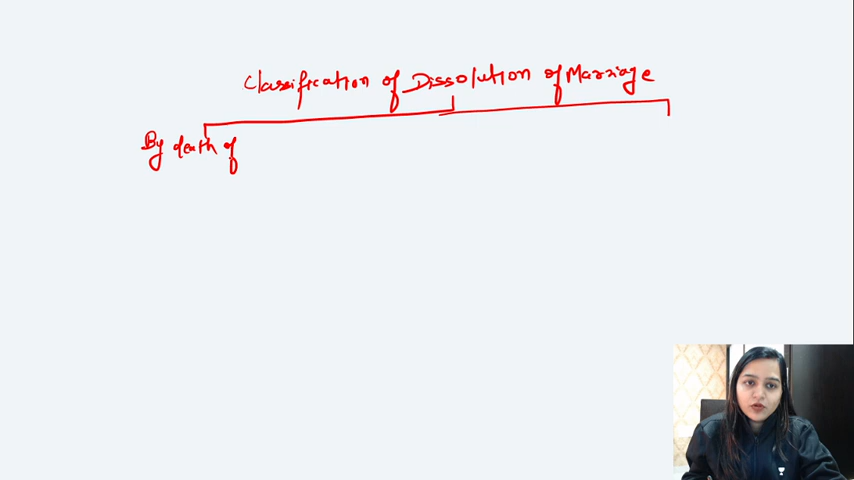 Classification of Dissolution of Marriage
By death of